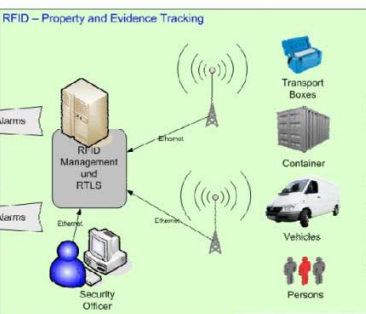 RFID – Property and Evidence Tracking
Transport
Boxes
Alarms
Ethernet
RFID
Management
und
RTLS
Container
Alarms
Ethernet
Ethernet
Vehicles
Security
Officer
Persons